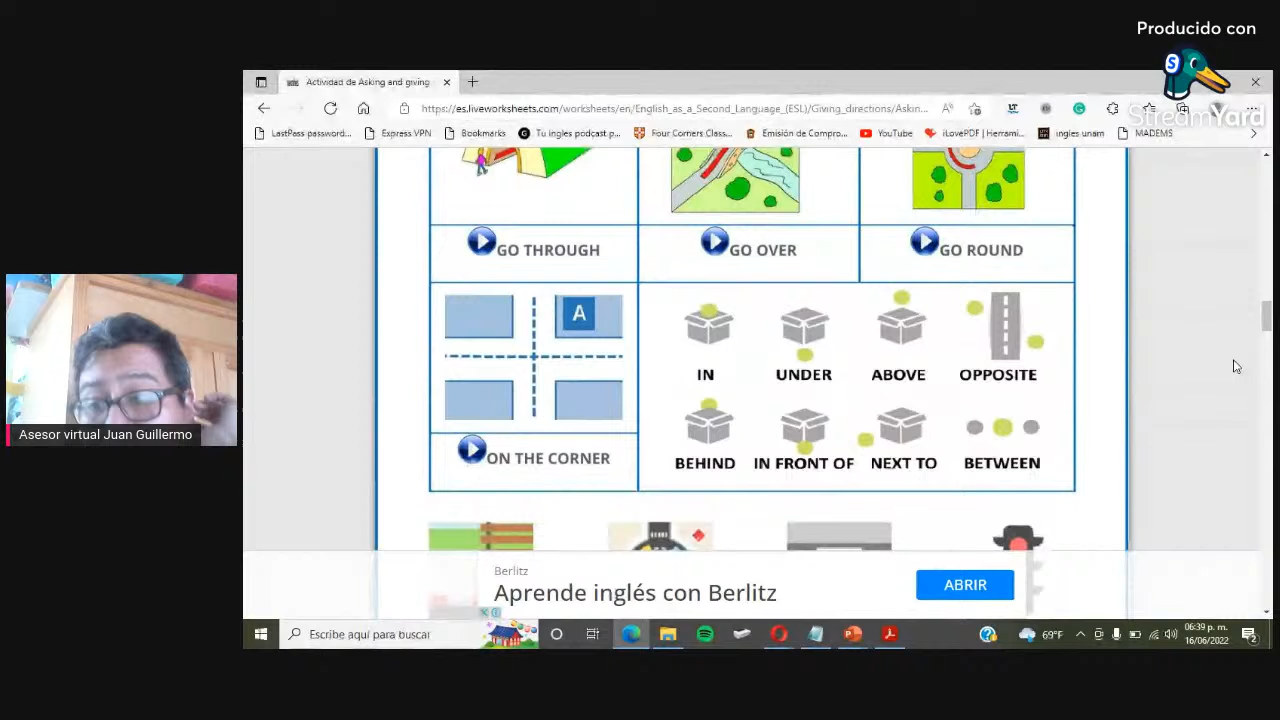 Producido con
StreamYard
Actividad de Asking and giving
https://es.liveworksheets.com/worksheets/en/English_as_a_Second_Language_(ESL)/Giving_directions/Askin...
LastPass password...
Express VPN
Bookmarks
Tu ingles podcast p...
Four Corners Class...
Emisión de Compro...
YouTube
iLovePDF | Herrami...
ingles unam
MADEMS
GO THROUGH
GO OVER
GO ROUND
A
IN
UNDER
ABOVE
OPPOSITE
ON THE CORNER
BEHIND
IN FRONT OF
NEXT TO
BETWEEN
Asesor virtual Juan Guillermo
Berlitz
Aprende inglés con Berlitz
ABRIR
Escribe aquí para buscar
69°F
06:39 p. m.
16/06/2022
2